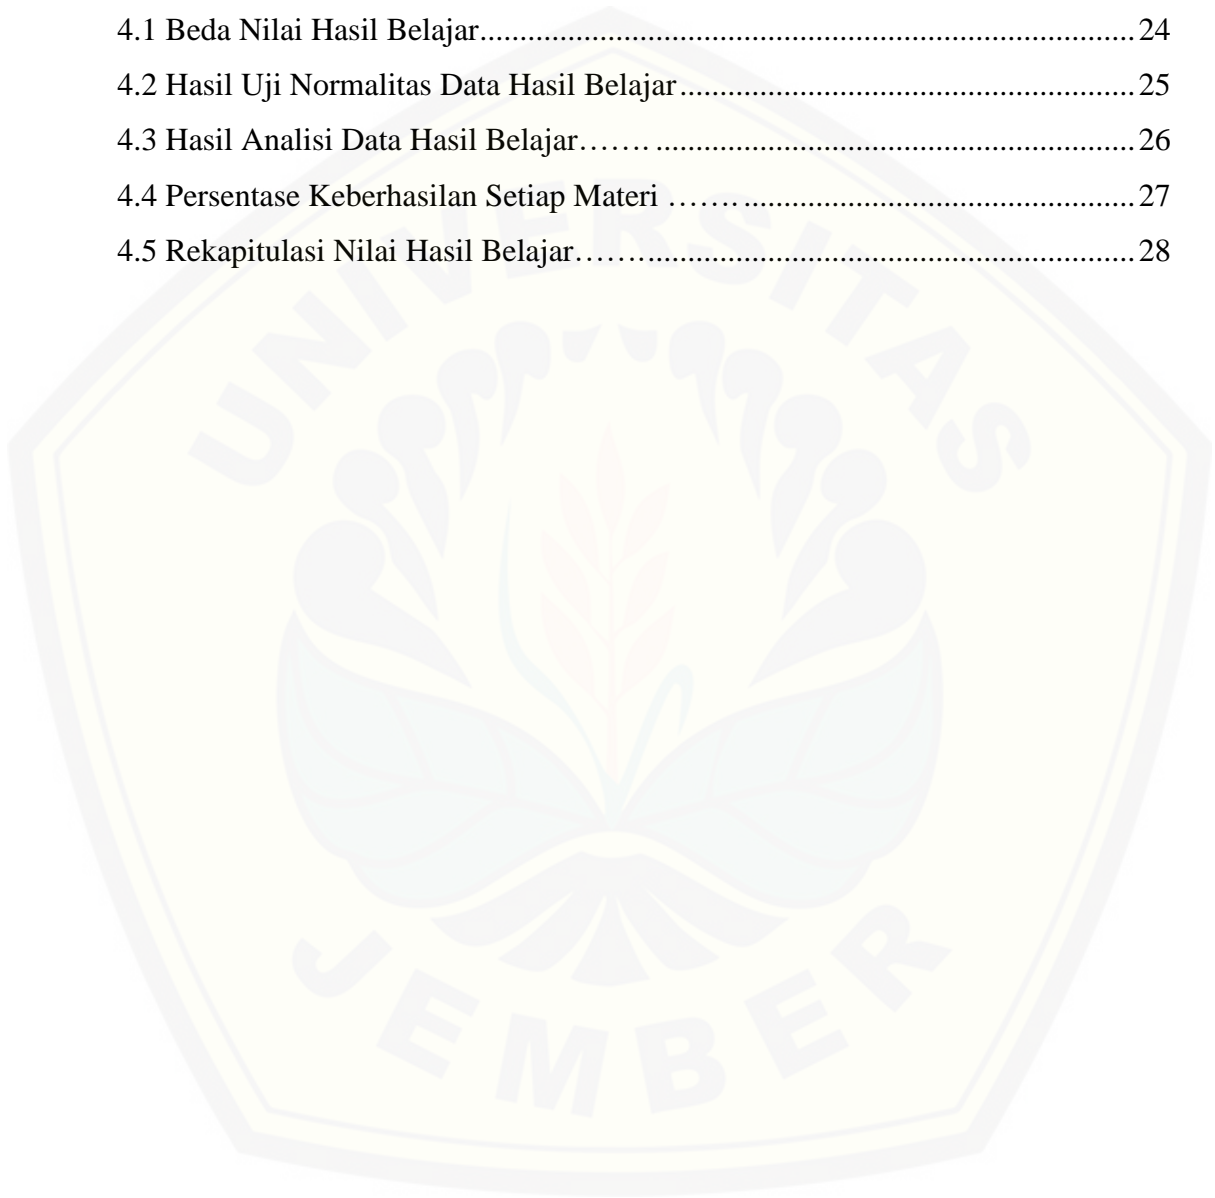 4.1 Beda Nilai Hasil Belajar.................................................................................. 24
4.2 Hasil Uji Normalitas Data Hasil Belajar......................................................... 25
4.3 Hasil Analisi Data Hasil Belajar……. ............................................................ 26
4.4 Persentase Keberhasilan Setiap Materi ……. ................................................. 27
4.5 Rekapitulasi Nilai Hasil Belajar……............................................................. 28
UNIVERSITAS
JEMBER